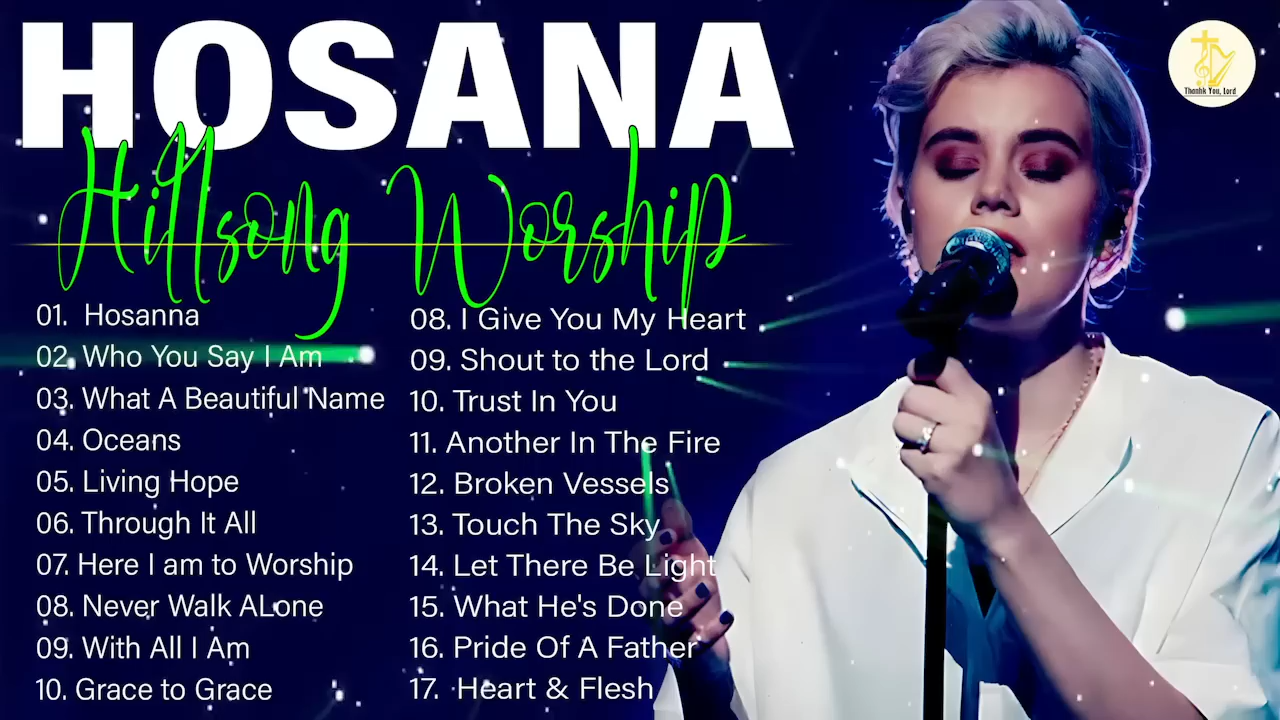 HOSANA
Hillsong Worship
01. Hosanna
02. Who You Say I Am
03. What A Beautiful Name
04. Oceans
05. Living Hope
06. Through It All
07. Here I am to Worship
08. Never Walk ALone
09. With All I Am
10. Grace to Grace
08. I Give You My Heart
09. Shout to the Lord
10. Trust In You
11. Another In The Fire
12. Broken Vessels
13. Touch The Sky
14. Let There Be Light
15. What He's Done
16. Pride Of A Father
17. Heart & Flesh
Thanhk You, Lord